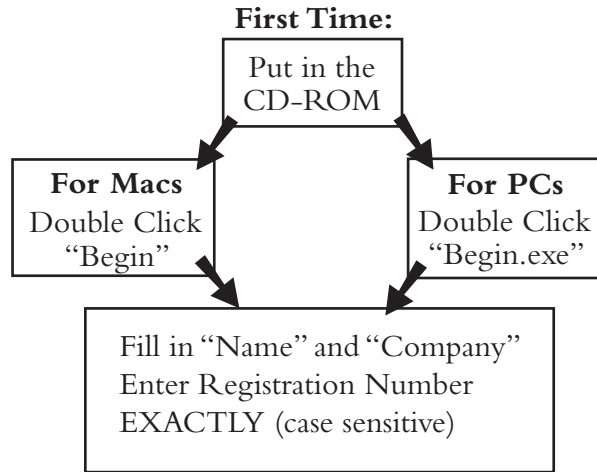 First Time:
Put in the
CD-ROM
For Macs
Double Click
“Begin”
For PCs
Double Click
“Begin.exe”
Fill in “Name” and “Company”
Enter Registration Number
EXACTLY (case sensitive)